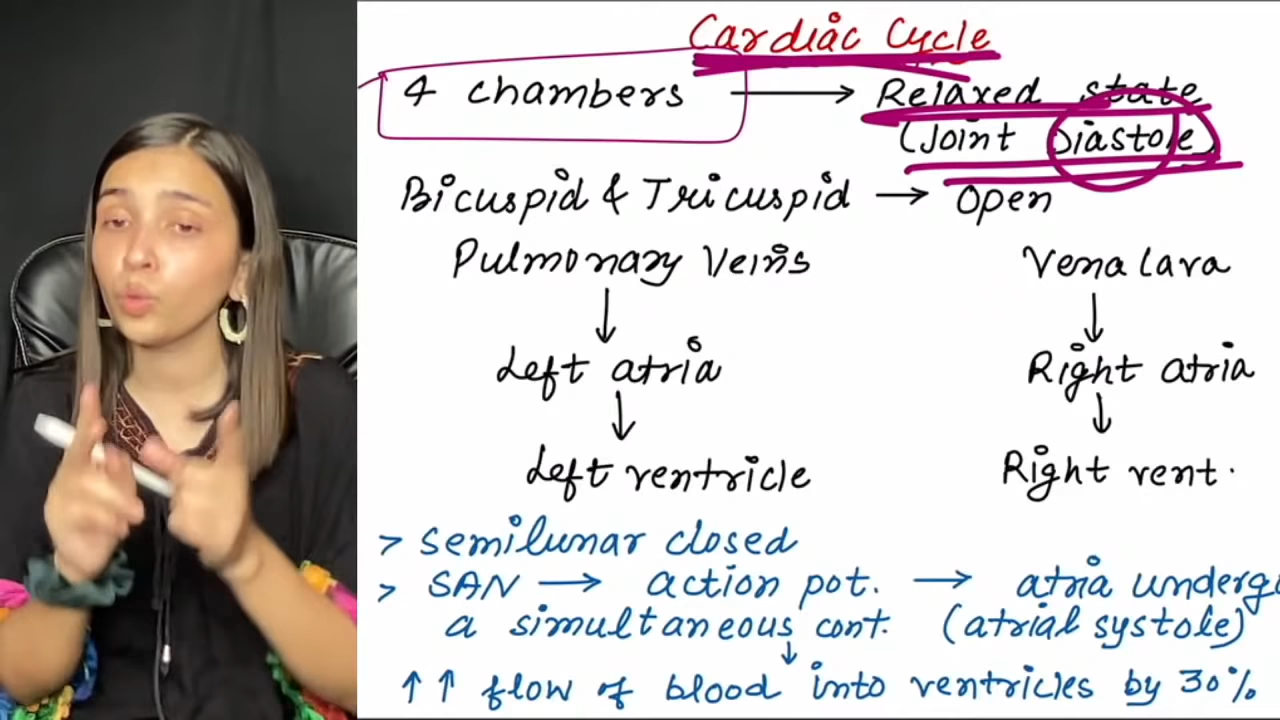 Cardiac Cycle
4 chambers → Relaxed state
(Joint Diastole)
Bicuspid & Tricuspid → Open
Pulmonary Veins Vena Cava
↓ ↓
Left atria Right atria
↓ ↓
Left ventricle Right vent.
> Semilunar closed
> SAN → action pot. → atria underg
a simultaneous cont. (atrial systole)
↓
↑↑ flow of blood into ventricles by 30%